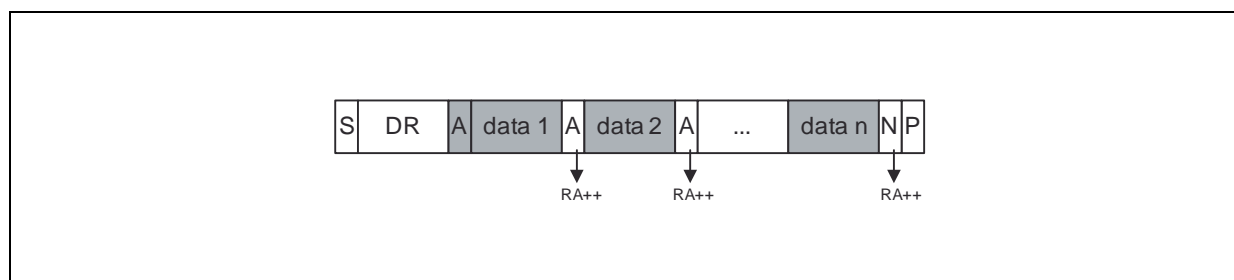 S DR A data 1 A data 2 A ... data n N P
RA++ RA++ RA++